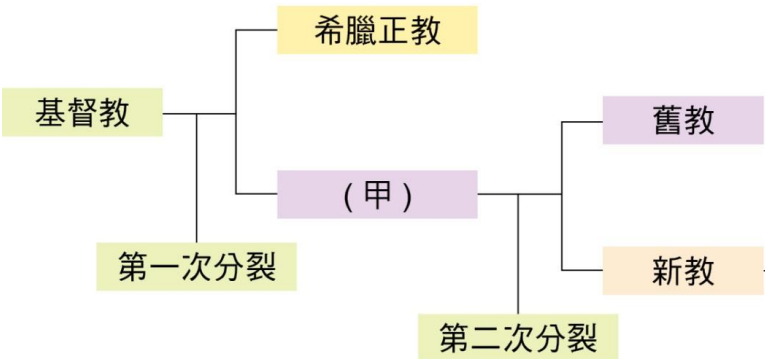 希臘正教
基督教
舊教
(甲)
第一次分裂
新教
第二次分裂